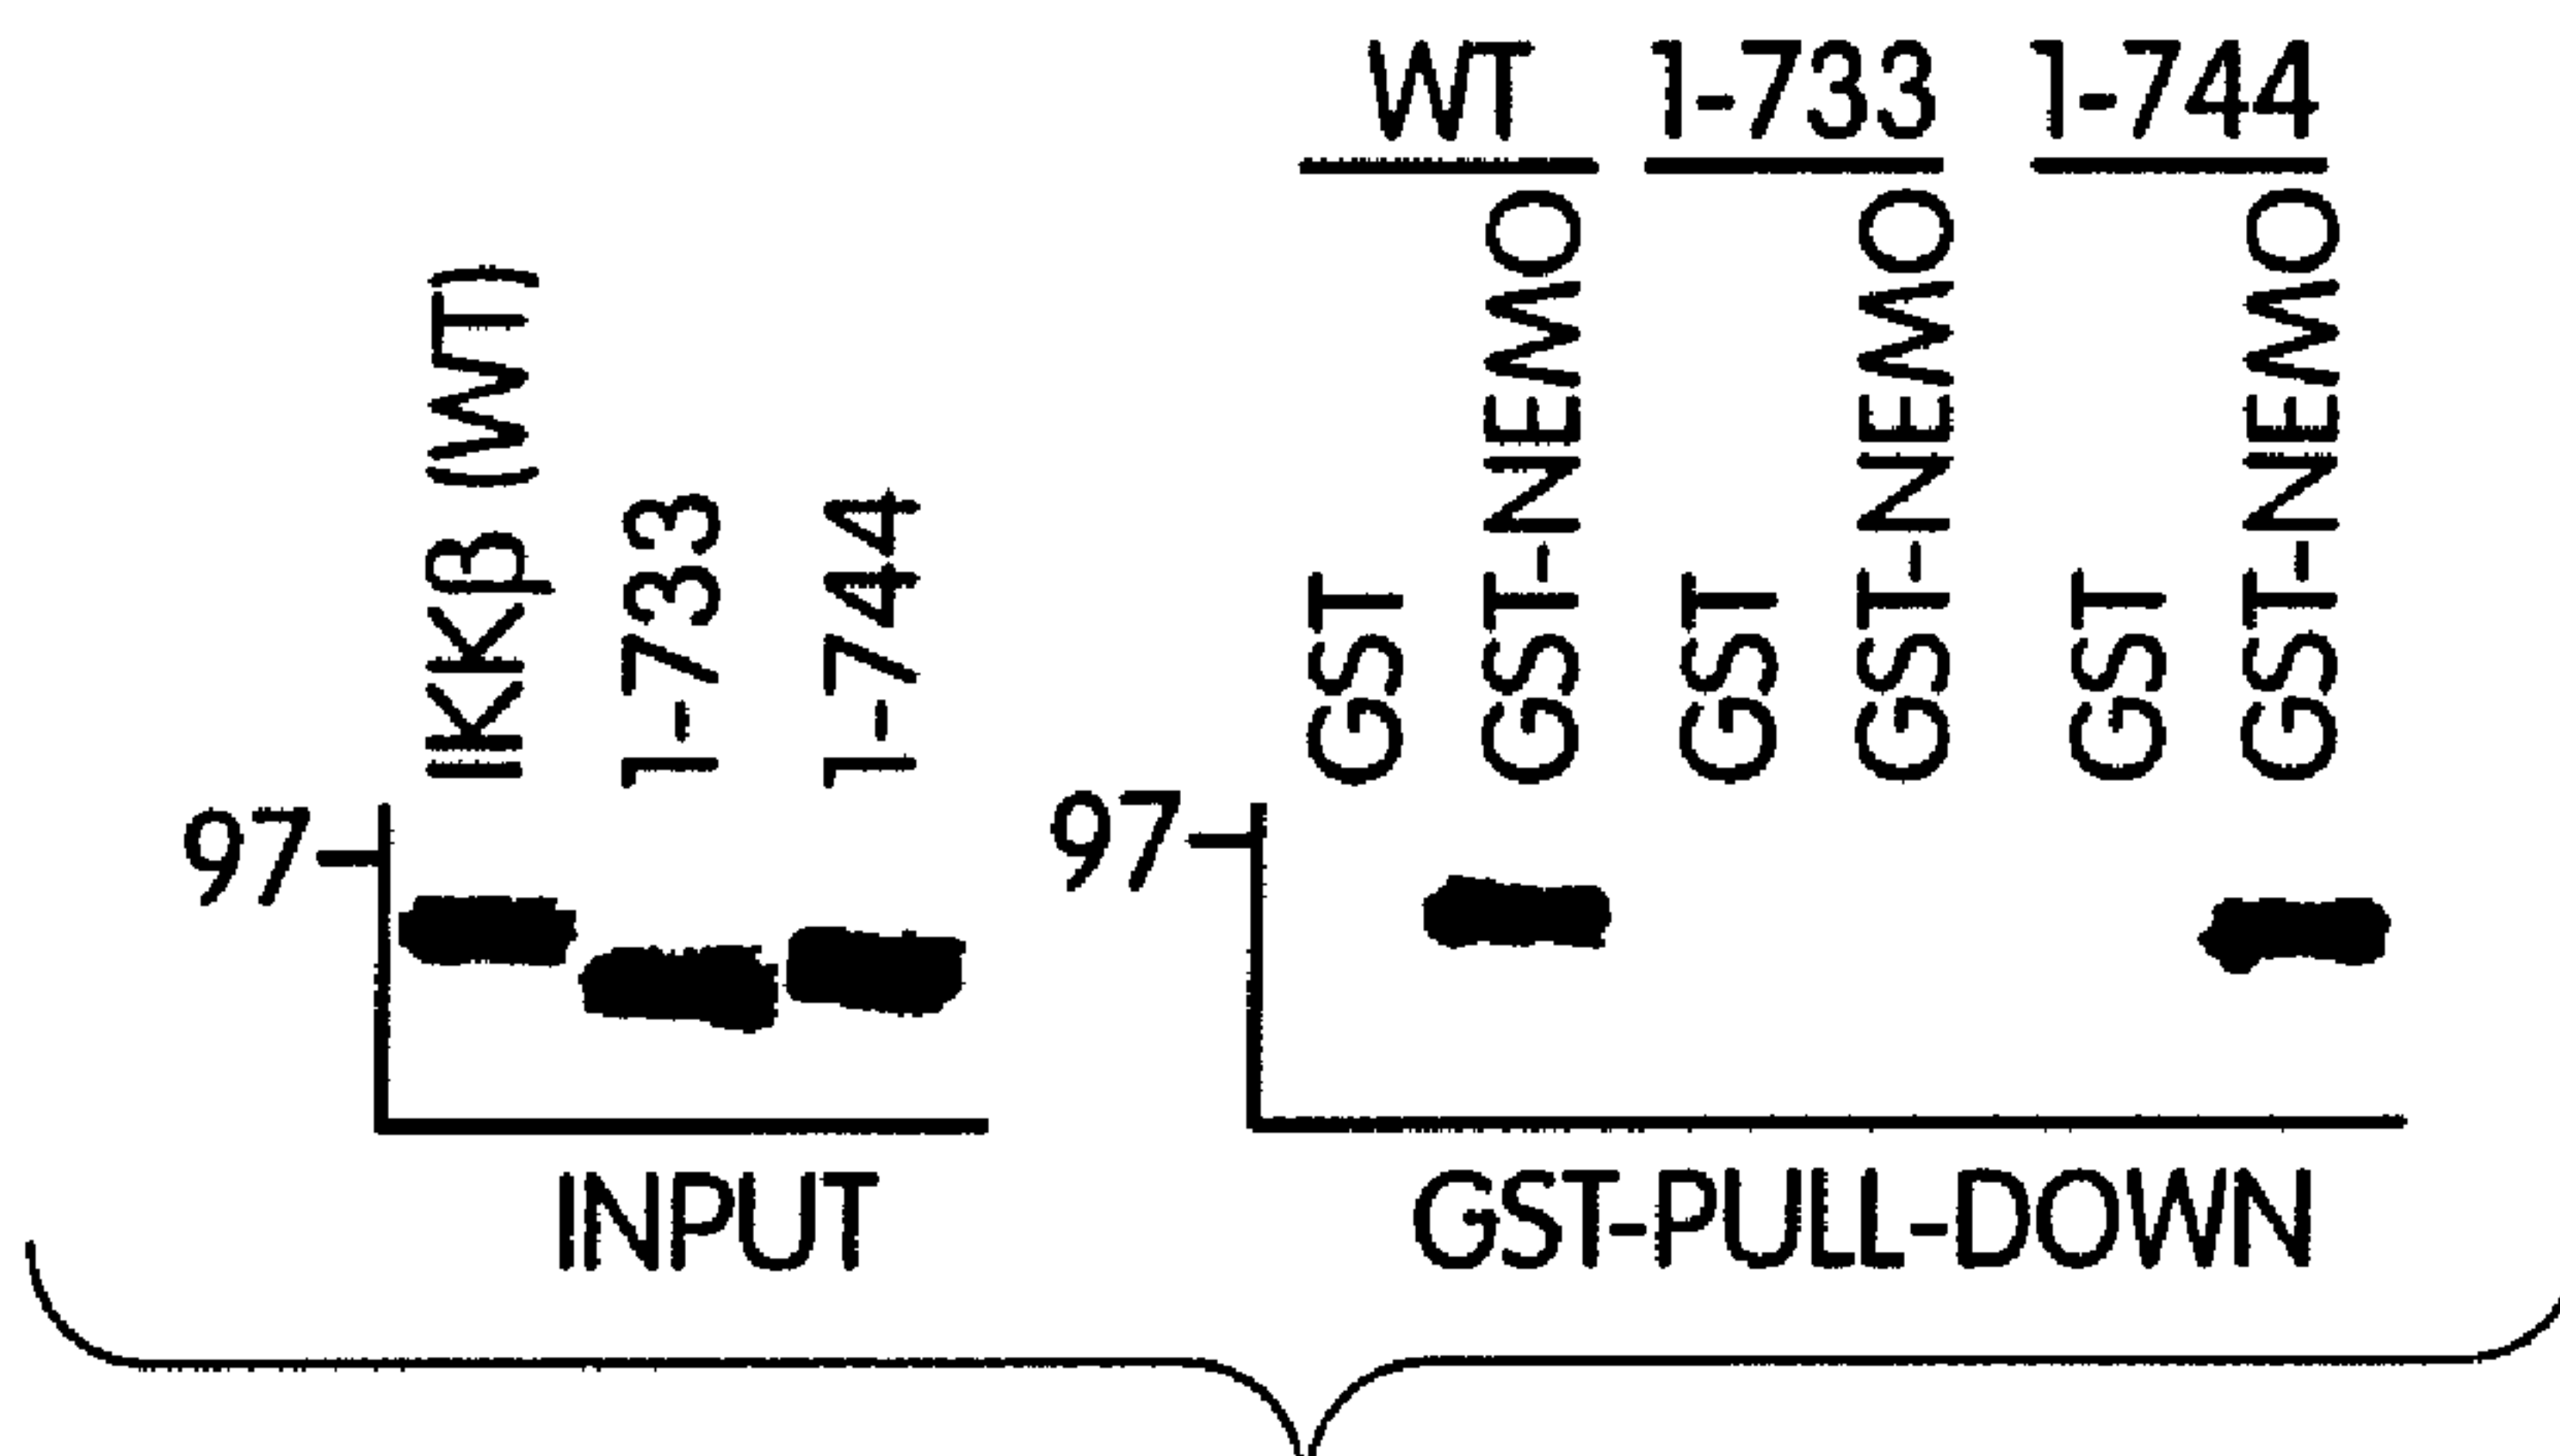 WT 1-733 1-744
IKKβ (WT)
1-733
1-744
GST
GST-NEMO
GST
GST-NEMO
GST
GST-NEMO
97
97
INPUT
GST-PULL-DOWN